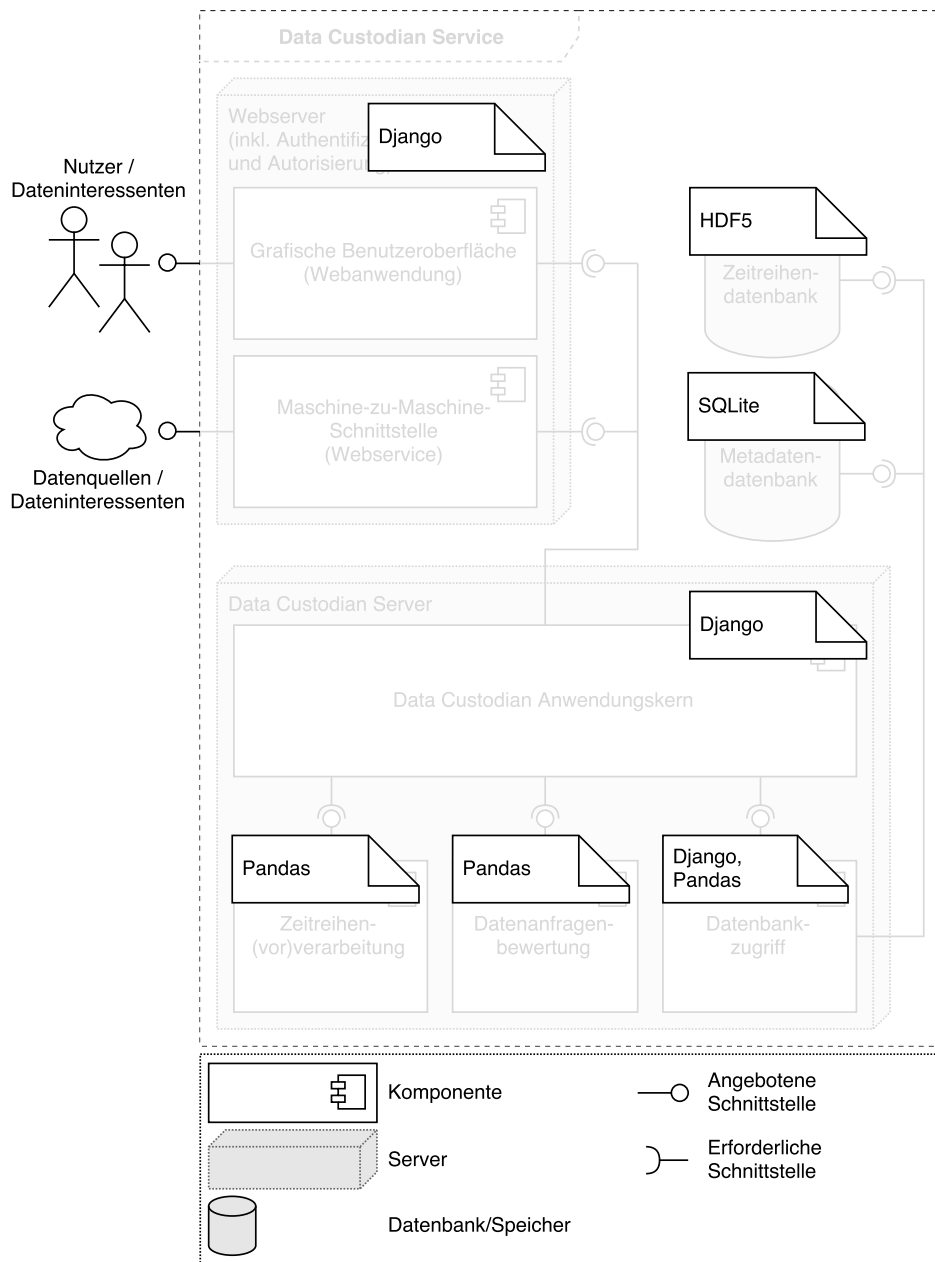 Data Custodian Service
Webserver
(inkl. Authentifiz
und Autorisierung)
Django
Nutzer /
Dateninteressenten
Grafische Benutzeroberfläche
(Webanwendung)
HDF5
Zeitreihen-
datenbank
Maschine-zu-Maschine-
Schnittstelle
(Webservice)
SQLite
Metadaten-
datenbank
Datenquellen /
Dateninteressenten
Data Custodian Server
Django
Data Custodian Anwendungskern
Pandas
Zeitreihen-
(vor)verarbeitung
Pandas
Datenanfragen-
bewertung
Django,
Pandas
Datenbank-
zugriff
Komponente
Angebotene
Schnittstelle
Server
Erforderliche
Schnittstelle
Datenbank/Speicher